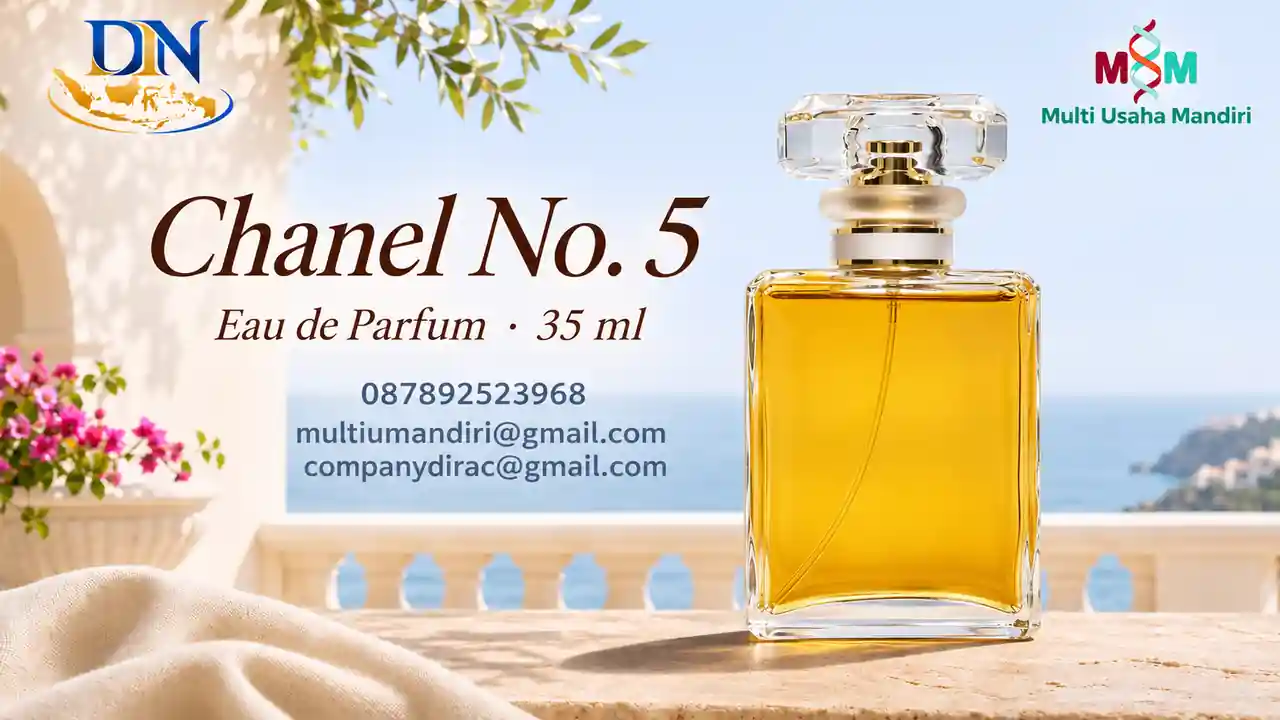 DN
MSM
Multi Usaha Mandiri
Chanel No. 5
Eau de Parfum · 35 ml
087892523968
multiumandiri@gmail.com
companydirac@gmail.com